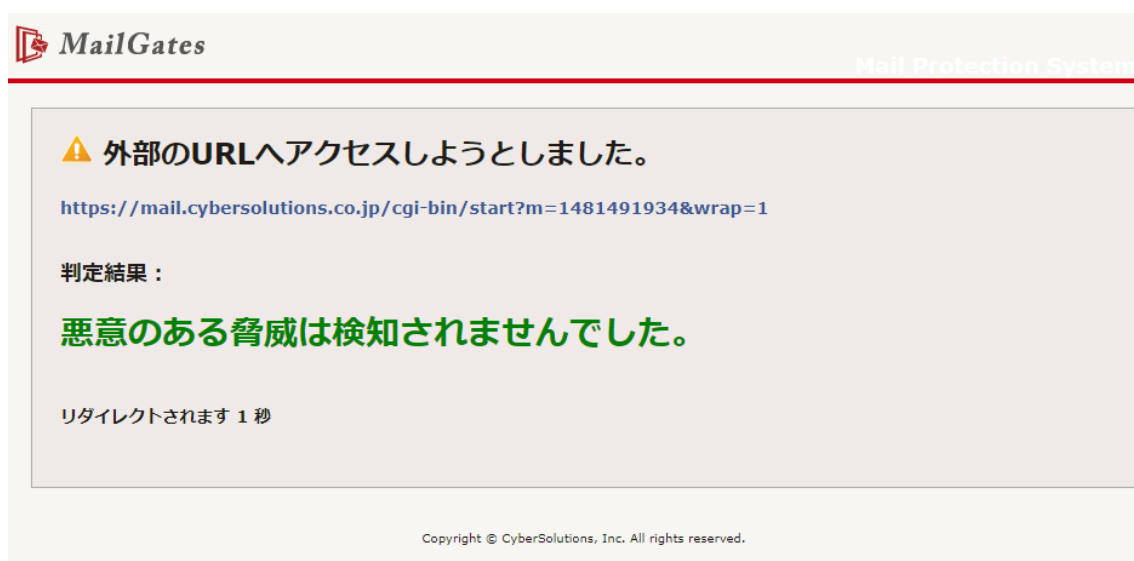 MailGates
Mail Protection System
外部のURLへアクセスしようとしました。
https://mail.cybersolutions.co.jp/cgi-bin/start?m=1481491934&wrap=1
判定結果：
悪意のある脅威は検知されませんでした。
リダイレクトされます 1 秒
Copyright © CyberSolutions, Inc. All rights reserved.